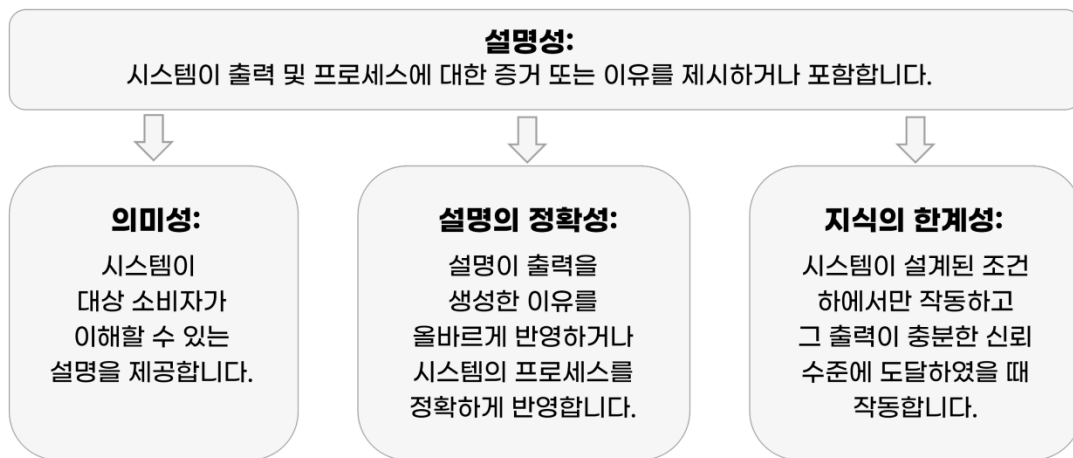 설명성:
시스템이 출력 및 프로세스에 대한 증거 또는 이유를 제시하거나 포함합니다.
의미성:
시스템이
대상 소비자가
이해할 수 있는
설명을 제공합니다.
설명의 정확성:
설명이 출력을
생성한 이유를
올바르게 반영하거나
시스템의 프로세스를
정확하게 반영합니다.
지식의 한계성:
시스템이 설계된 조건
하에서만 작동하고
그 출력이 충분한 신뢰
수준에 도달하였을 때
작동합니다.